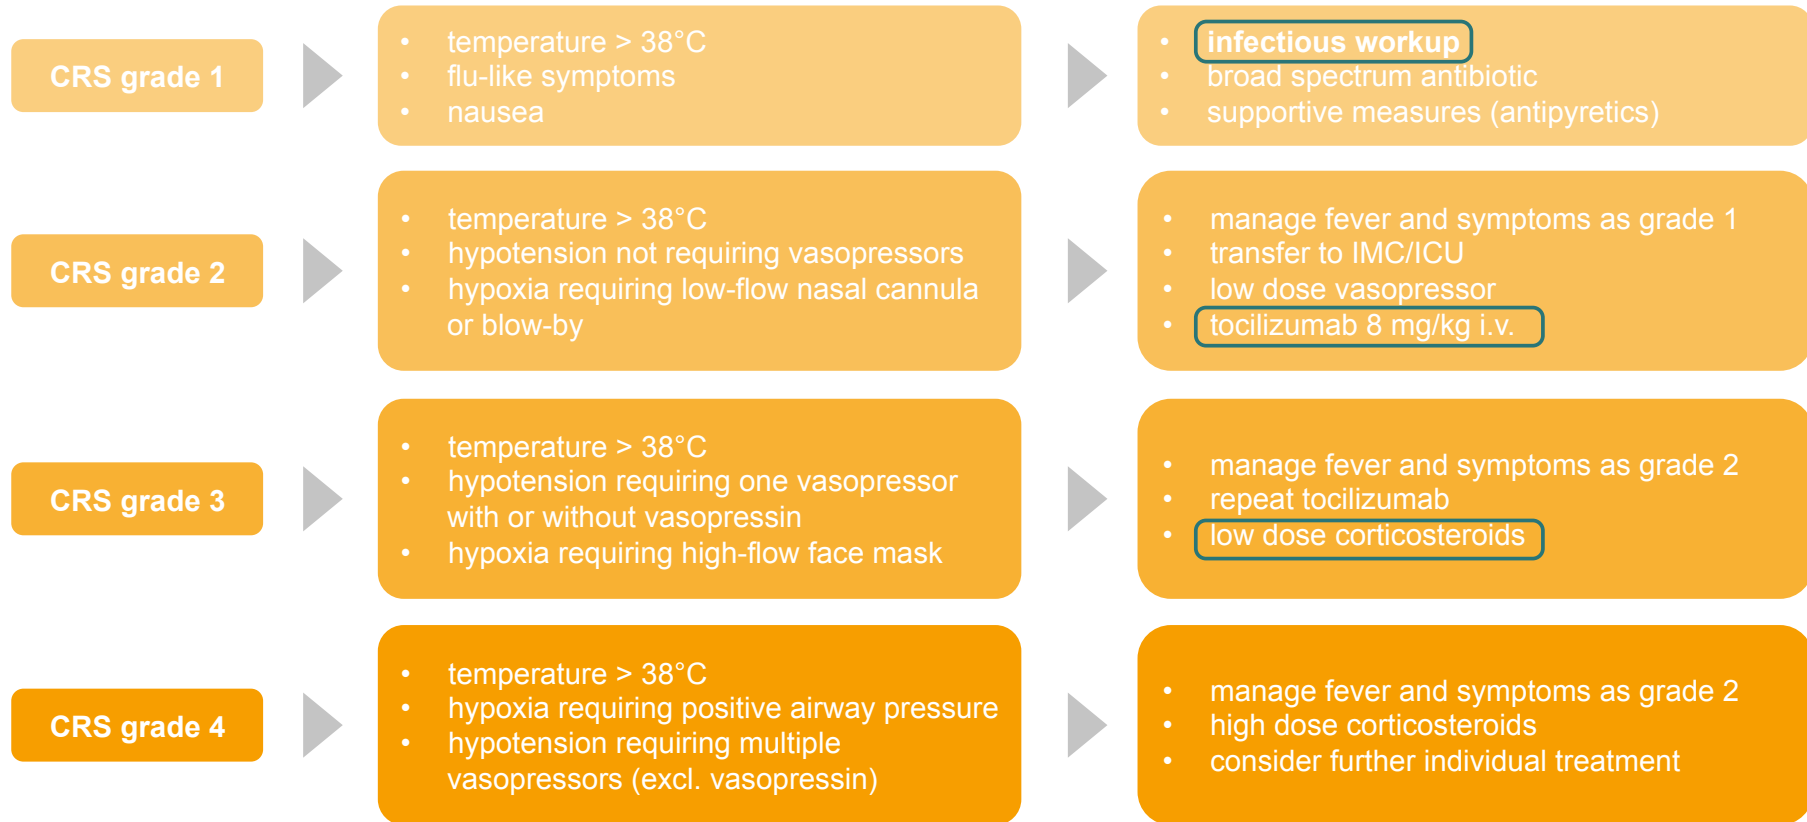 CRS grade 1
• temperature > 38°C
• flu-like symptoms
• nausea
• infectious workup
• broad spectrum antibiotic
• supportive measures (antipyretics)
CRS grade 2
• temperature > 38°C
• hypotension not requiring vasopressors
• hypoxia requiring low-flow nasal cannula
or blow-by
• manage fever and symptoms as grade 1
• transfer to IMC/ICU
• low dose vasopressor
• tocilizumab 8 mg/kg i.v.
CRS grade 3
• temperature > 38°C
• hypotension requiring one vasopressor
with or without vasopressin
• hypoxia requiring high-flow face mask
• manage fever and symptoms as grade 2
• repeat tocilizumab
• low dose corticosteroids
CRS grade 4
• temperature > 38°C
• hypoxia requiring positive airway pressure
• hypotension requiring multiple
vasopressors (excl. vasopressin)
• manage fever and symptoms as grade 2
• high dose corticosteroids
• consider further individual treatment